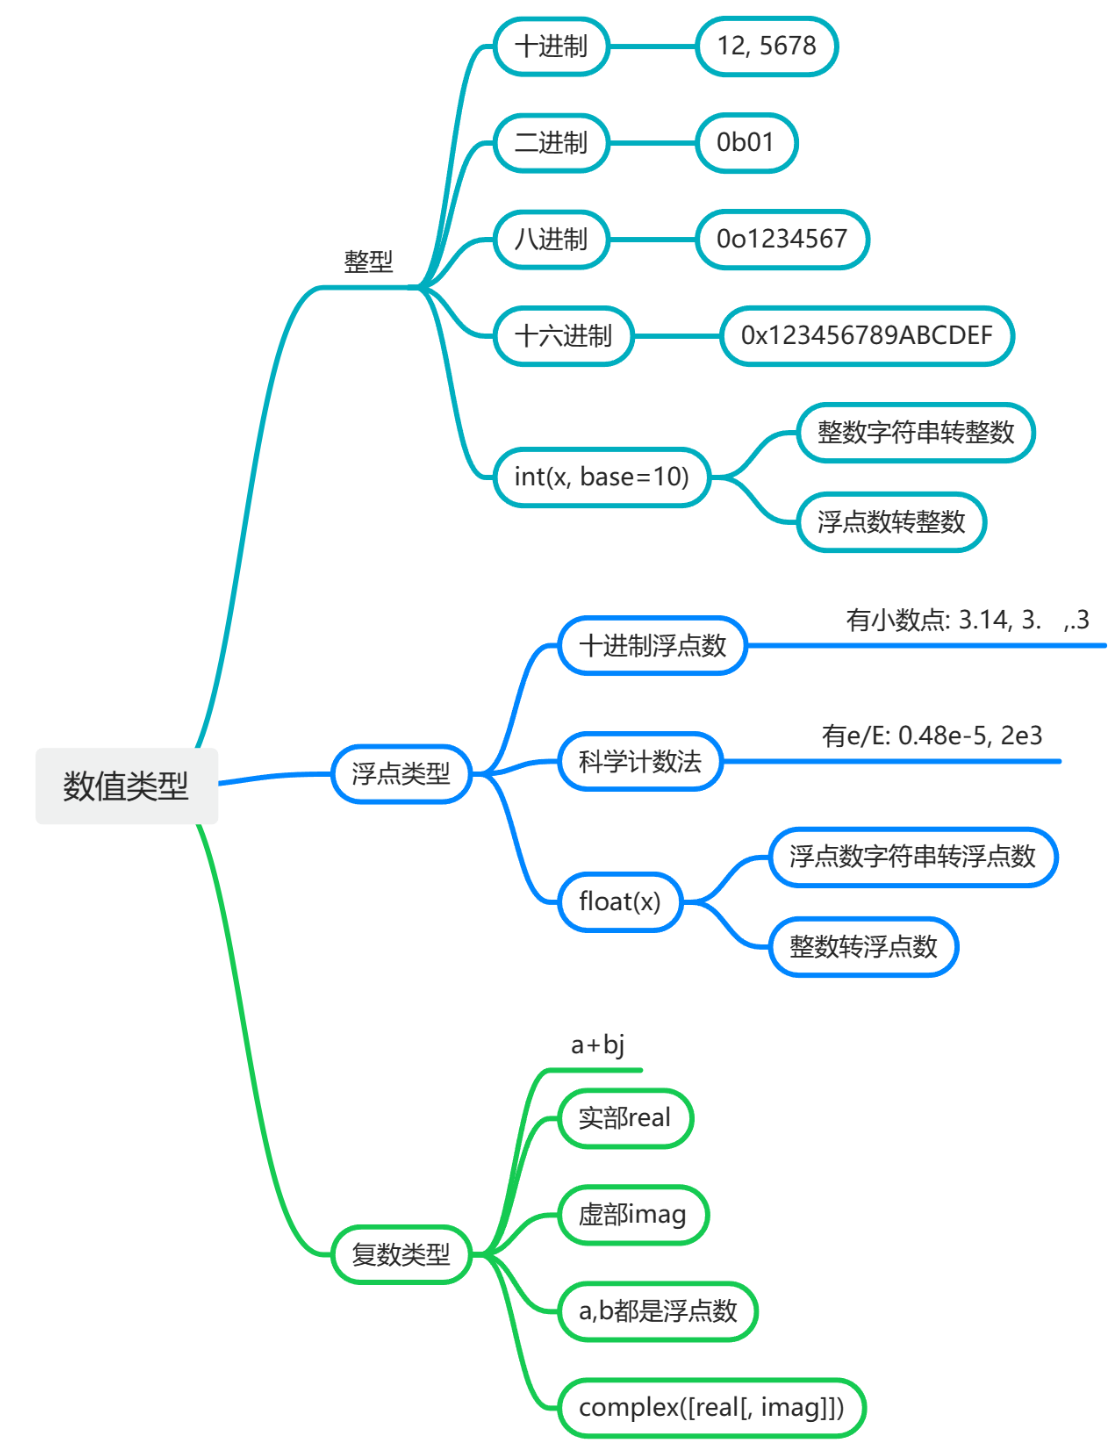 数值类型
整型
十进制
12, 5678
二进制
0b01
八进制
0o1234567
十六进制
0x123456789ABCDEF
int(x, base=10)
整数字符串转整数
浮点数转整数
浮点类型
十进制浮点数
有小数点: 3.14, 3.   ,.3
科学计数法
有e/E: 0.48e-5, 2e3
float(x)
浮点数字符串转浮点数
整数转浮点数
复数类型
a+bj
实部real
虚部imag
a,b都是浮点数
complex([real[, imag]])